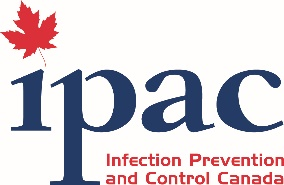 ipac
Infection Prevention
and Control Canada